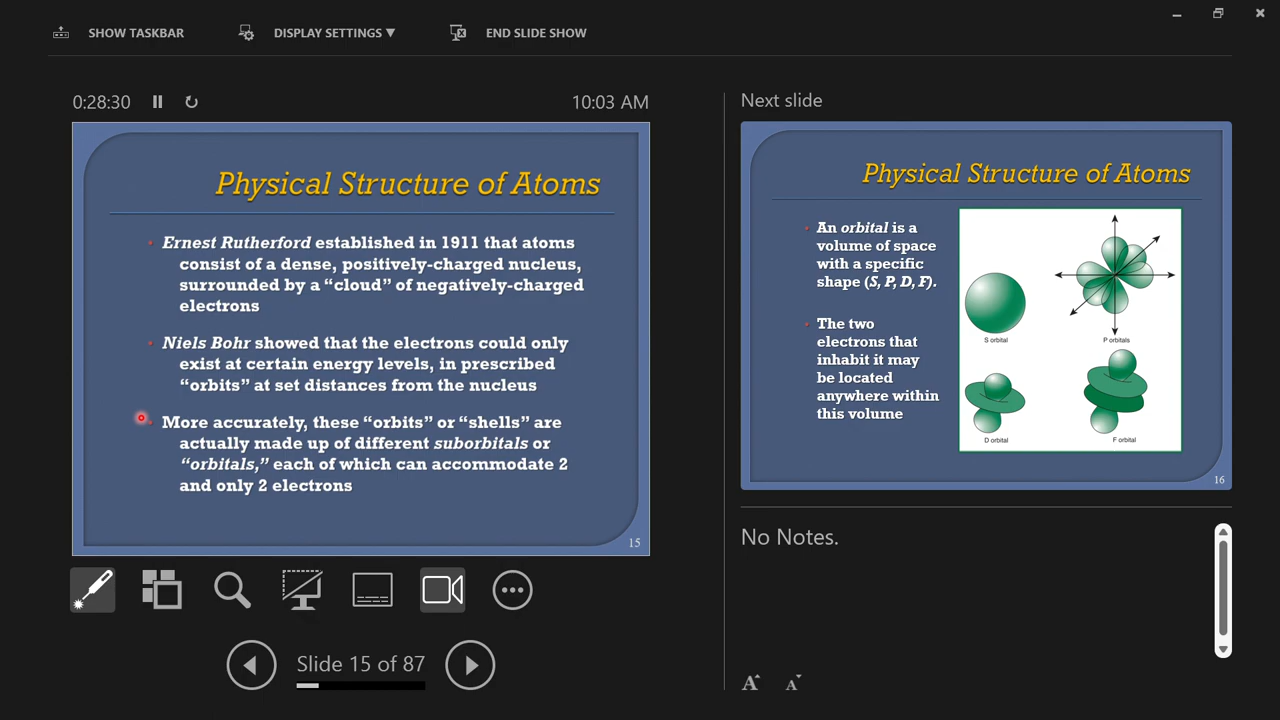 SHOW TASKBAR
DISPLAY SETTINGS ▼
END SLIDE SHOW
0:28:30
10:03 AM
Physical Structure of Atoms
• Ernest Rutherford established in 1911 that atoms
consist of a dense, positively-charged nucleus,
surrounded by a “cloud” of negatively-charged
electrons
• Niels Bohr showed that the electrons could only
exist at certain energy levels, in prescribed
“orbits” at set distances from the nucleus
• More accurately, these “orbits” or “shells” are
actually made up of different suborbitals or
“orbitals,” each of which can accommodate 2
and only 2 electrons
15
Slide 15 of 87
Next slide
Physical Structure of Atoms
• An orbital is a
volume of space
with a specific
shape (S, P, D, F).
• The two
electrons that
inhabit it may
be located
anywhere within
this volume
S orbital
P orbitals
D orbital
F orbital
16
No Notes.
A A